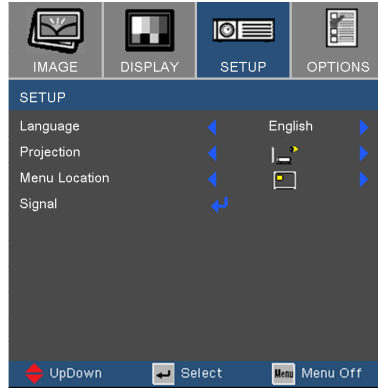 IMAGE DISPLAY SETUP OPTIONS
SETUP
Language English
Projection
Menu Location
Signal
UpDown Select Menu Menu Off